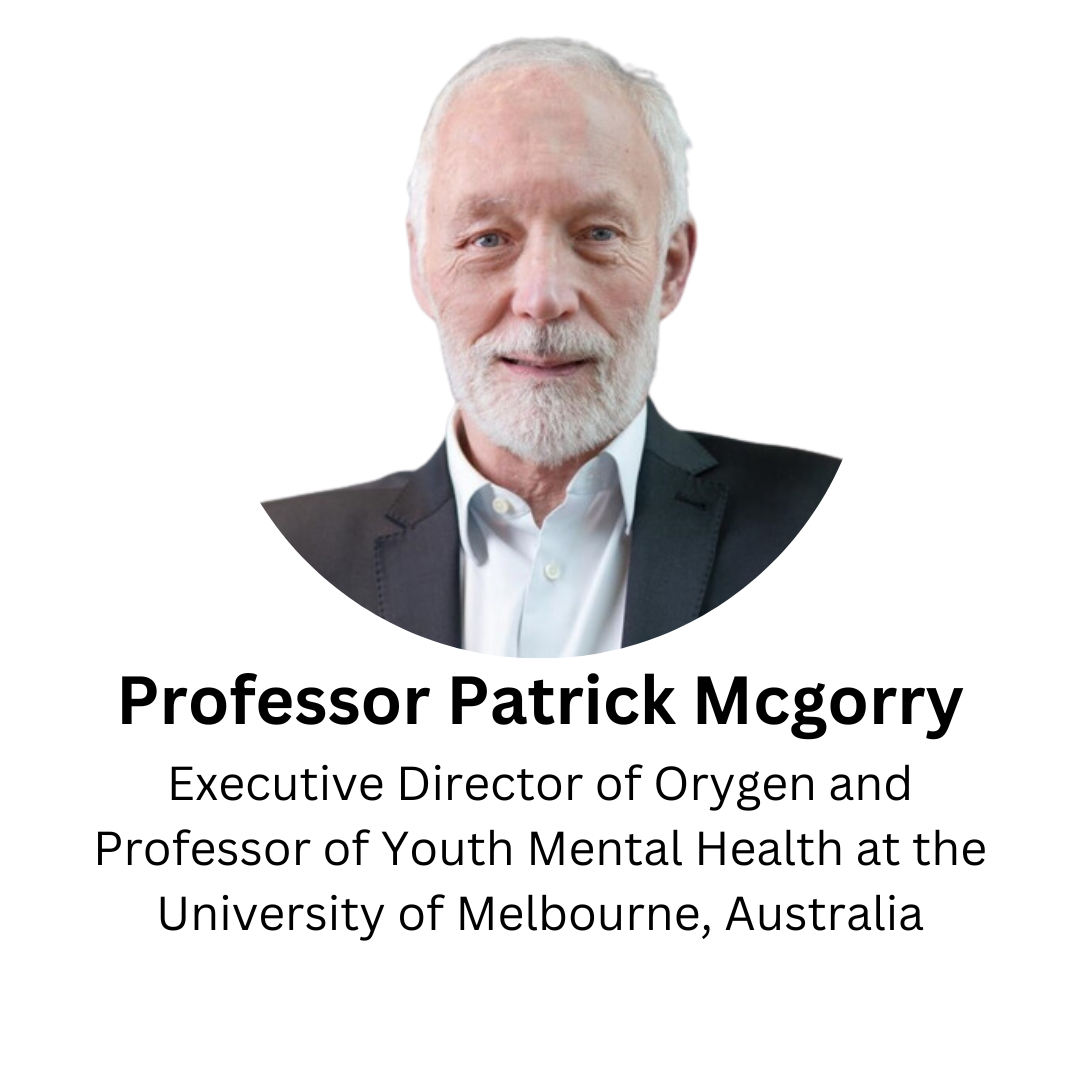 Professor Patrick Mcgorry
Executive Director of Orygen and
Professor of Youth Mental Health at the
University of Melbourne, Australia